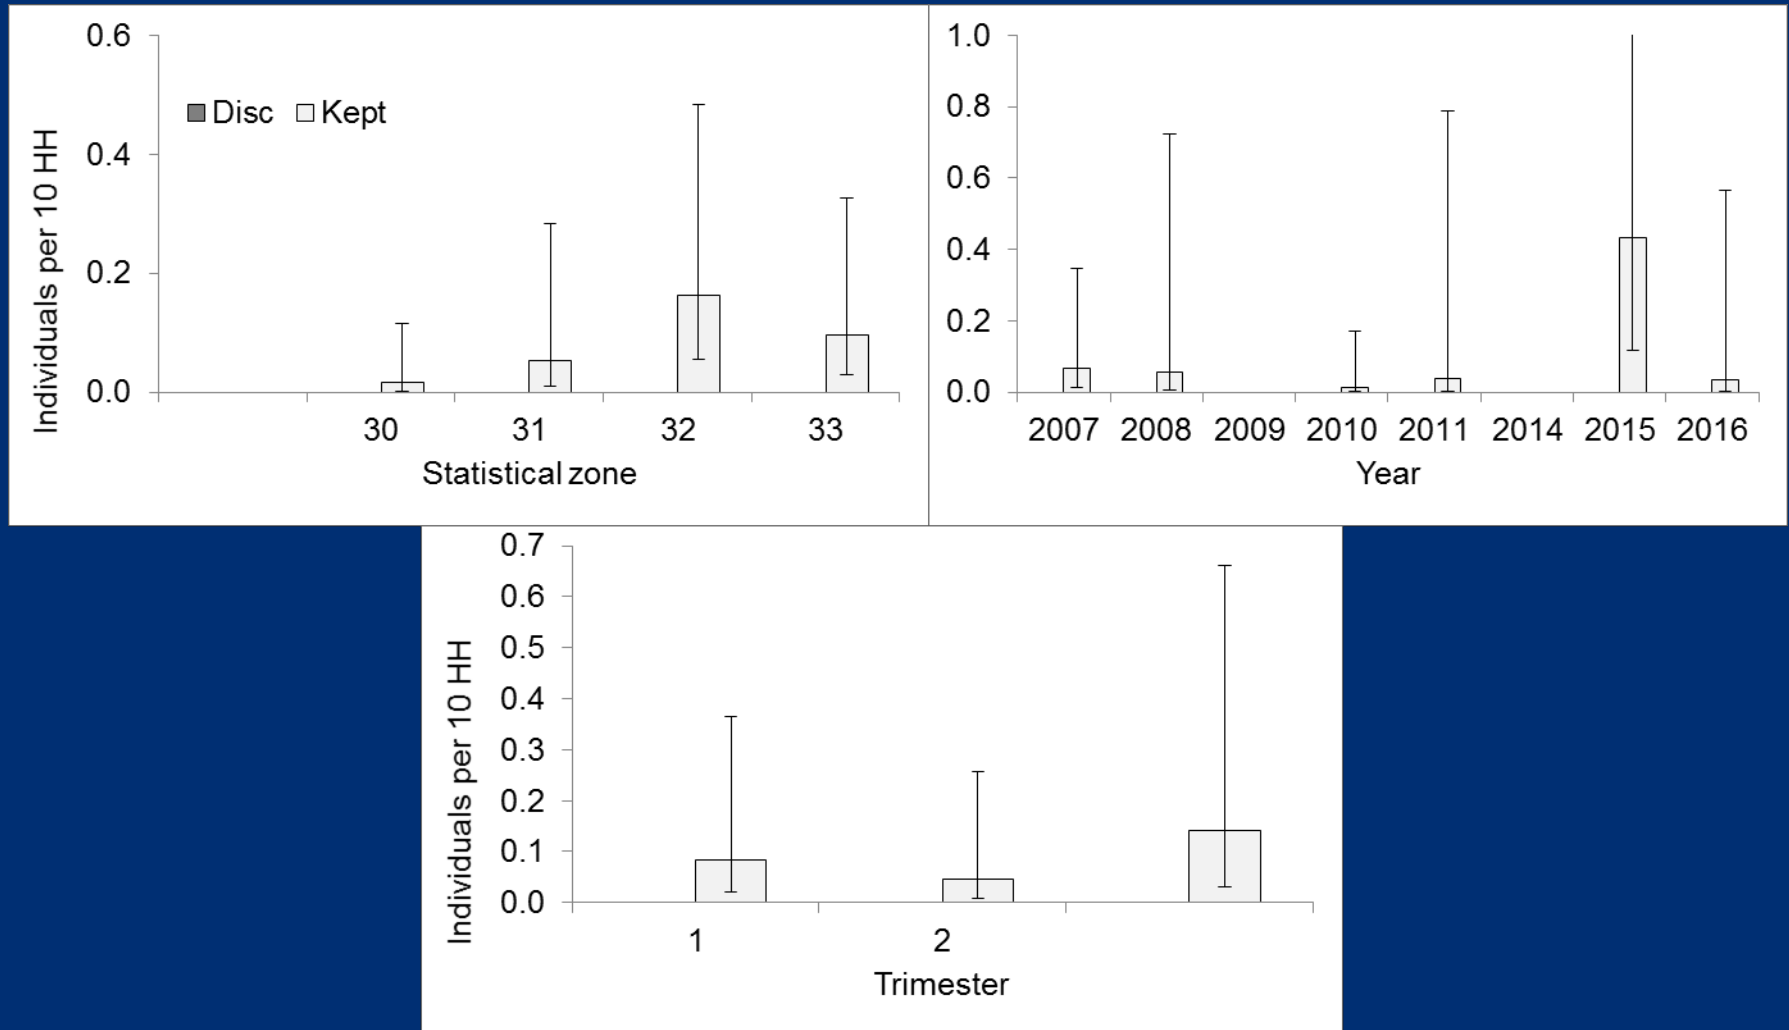 Individuals per 10 HH
0.6
0.4
0.2
0.0
Disc Kept
30 31 32 33
Statistical zone
1.0
0.8
0.6
0.4
0.2
0.0
2007 2008 2009 2010 2011 2014 2015 2016
Year
Individuals per 10 HH
0.7
0.6
0.5
0.4
0.3
0.2
0.1
0.0
1 2
Trimester